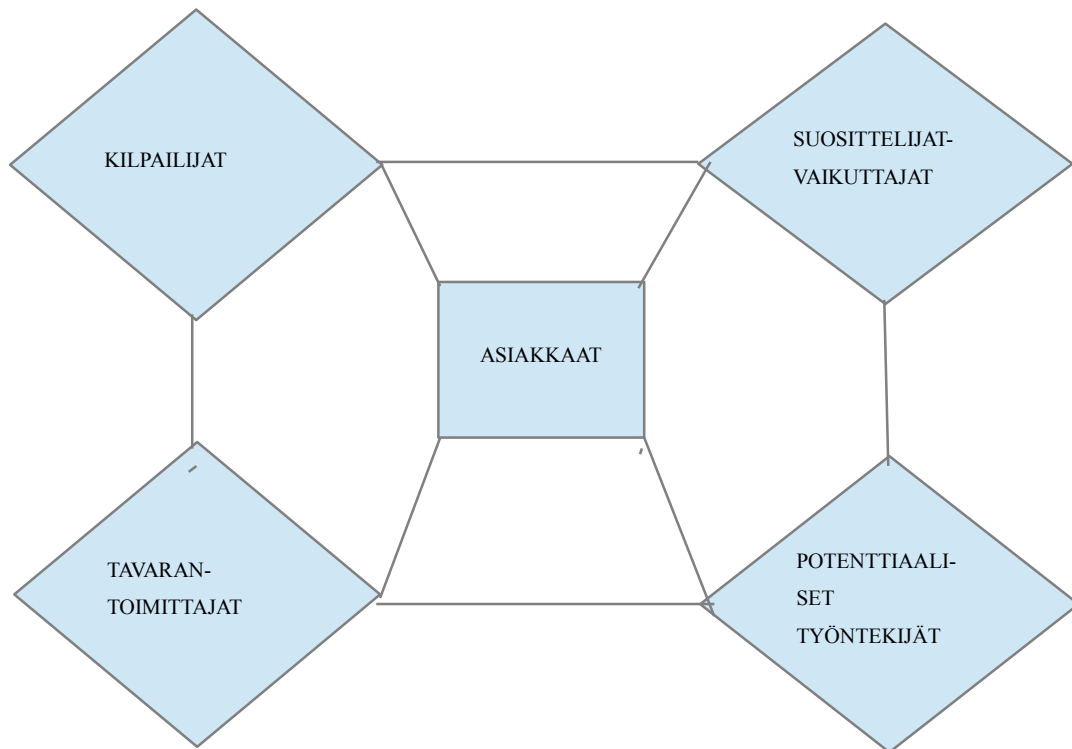 KILPAILIJAT
SUOSITTELIJAT-
VAIKUTTAJAT
ASIAKKAAT
TAVARAN-
TOIMITTAJAT
POTENTTIAALI-
SET
TYÖNTEKIJÄT